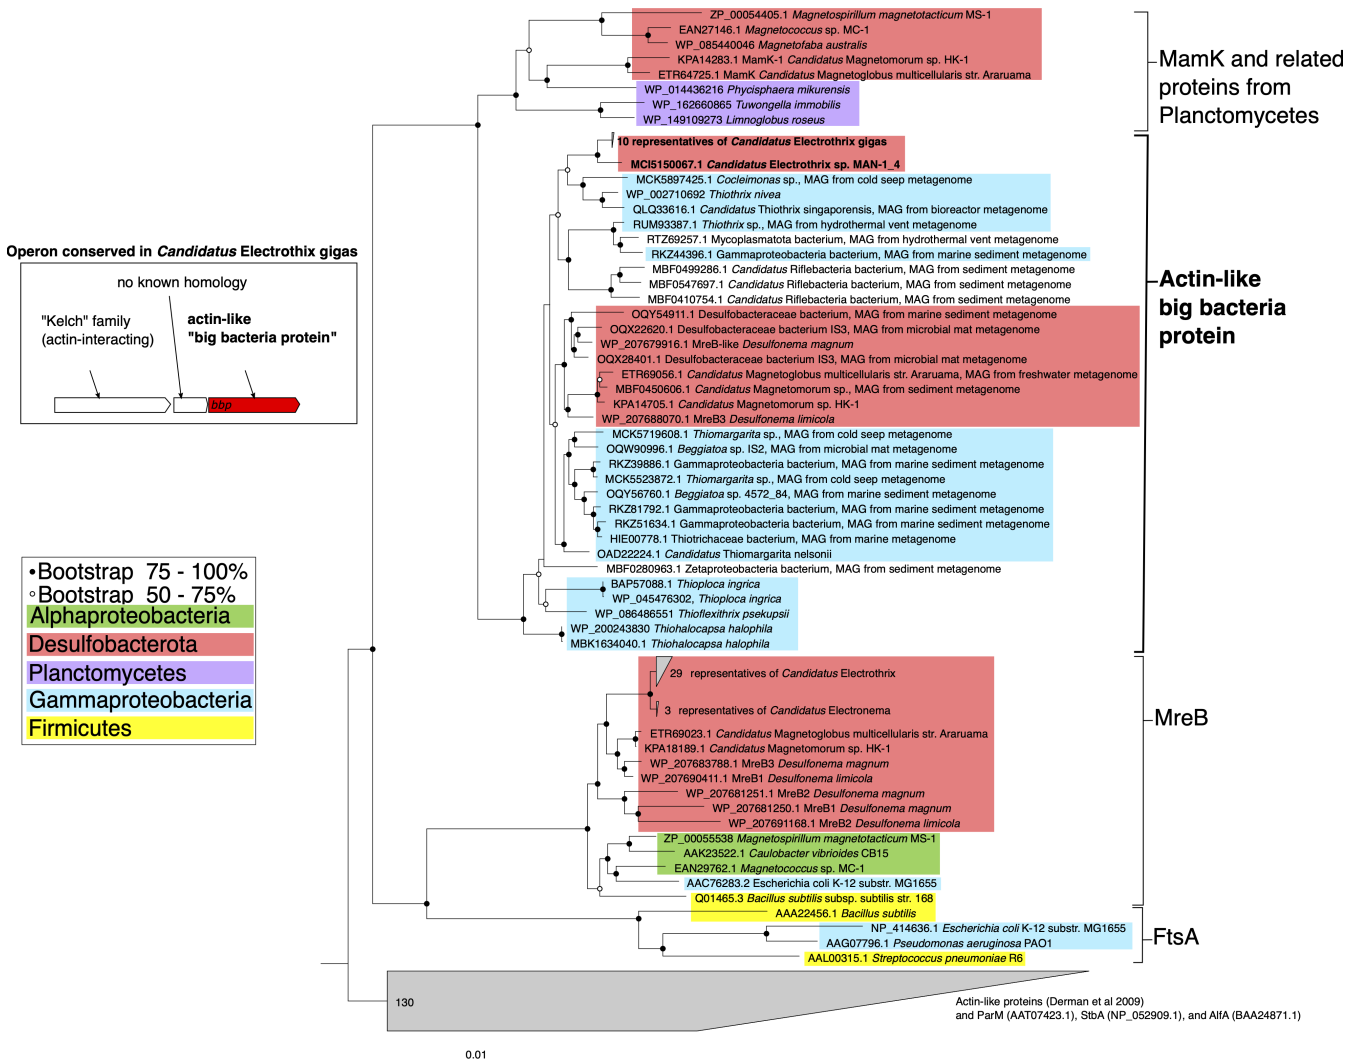 ZP_00054405.1 Magnetospirillum magnetotacticum MS-1
EAN27146.1 Magnetococcus sp. MC-1
WP_085440046 Magnetofaba australis
KPA14283.1 MamK-1 Candidatus Magnetomorum sp. HK-1
ETR64725.1 MamK Candidatus Magnetoglobus multicellularis str. Araruama
WP_014436216 Phycisphaera mikurensis
WP_162660865 Tuwongella immobilis
WP_149109273 Limnoglobus roseus
MamK and related
proteins from
Planctomycetes
10 representatives of Candidatus Electrothrix gigas
MCI5150067.1 Candidatus Electrothrix sp. MAN-1_4
MCK5897425.1 Cocleimonas sp., MAG from cold seep metagenome
WP_002710692 Thiothrix nivea
QLQ33616.1 Candidatus Thiothrix singaporensis, MAG from bioreactor metagenome
RUM93387.1 Thiothrix sp., MAG from hydrothermal vent metagenome
RTZ69257.1 Mycoplasmatota bacterium, MAG from hydrothermal vent metagenome
RKZ44396.1 Gammaproteobacteria bacterium, MAG from marine sediment metagenome
MBF0499286.1 Candidatus Riflebacteria bacterium, MAG from sediment metagenome
MBF0547697.1 Candidatus Riflebacteria bacterium, MAG from sediment metagenome
MBF0410754.1 Candidatus Riflebacteria bacterium, MAG from sediment metagenome
OQY54911.1 Desulfobacteraceae bacterium, MAG from marine sediment metagenome
OQX22620.1 Desulfobacteraceae bacterium IS3, MAG from microbial mat metagenome
WP_207679916.1 MreB-like Desulfonema magnum
OQX28401.1 Desulfobacteraceae bacterium IS3, MAG from microbial mat metagenome
ETR69056.1 Candidatus Magnetoglobus multicellularis str. Araruama, MAG from freshwater metagenome
MBF0450606.1 Candidatus Magnetomorum sp., MAG from sediment metagenome
KPA14705.1 Candidatus Magnetomorum sp. HK-1
WP_207688070.1 MreB3 Desulfonema limicola
MCK5719608.1 Thiomargarita sp., MAG from cold seep metagenome
OQW90996.1 Beggiatoa sp. IS2, MAG from microbial mat metagenome
RKZ39886.1 Gammaproteobacteria bacterium, MAG from marine sediment metagenome
MCK5523872.1 Thiomargarita sp., MAG from cold seep metagenome
OQY56760.1 Beggiatoa sp. 4572_84, MAG from marine sediment metagenome
RKZ81792.1 Gammaproteobacteria bacterium, MAG from marine sediment metagenome
RKZ51634.1 Gammaproteobacteria bacterium, MAG from marine sediment metagenome
HIE00778.1 Thiotrichaceae bacterium, MAG from marine metagenome
OAD22224.1 Candidatus Thiomargarita nelsonii
MBF0280963.1 Zetaproteobacteria bacterium, MAG from sediment metagenome
BAP57088.1 Thioploca ingrica
WP_045476302, Thioploca ingrica
WP_086486551 Thioflexithrix psekupsii
WP_200243830 Thiohalocapsa halophila
MBK1634040.1 Thiohalocapsa halophila
Actin-like
big bacteria
protein
Operon conserved in Candidatus Electrothix gigas
no known homology
"Kelch" family
(actin-interacting)
actin-like
"big bacteria protein"
bbp
Bootstrap 75 - 100%
Bootstrap 50 - 75%
Alphaproteobacteria
Desulfobacterota
Planctomycetes
Gammaproteobacteria
Firmicutes
29 representatives of Candidatus Electrothrix
3 representatives of Candidatus Electronema
ETR69023.1 Candidatus Magnetoglobus multicellularis str. Araruama
KPA18189.1 Candidatus Magnetomorum sp. HK-1
WP_207683788.1 MreB3 Desulfonema magnum
WP_207690411.1 MreB1 Desulfonema limicola
WP_207681251.1 MreB2 Desulfonema magnum
WP_207681250.1 MreB1 Desulfonema magnum
WP_207691168.1 MreB2 Desulfonema limicola
ZP_00055538 Magnetospirillum magnetotacticum MS-1
AAK23522.1 Caulobacter vibrioides CB15
EAN29762.1 Magnetococcus sp. MC-1
AAC76283.2 Escherichia coli K-12 substr. MG1655
Q01465.3 Bacillus subtilis subsp. subtilis str. 168
MreB
AAA22456.1 Bacillus subtilis
NP_414636.1 Escherichia coli K-12 substr. MG1655
AAG07796.1 Pseudomonas aeruginosa PAO1
AAL00315.1 Streptococcus pneumoniae R6
FtsA
130
Actin-like proteins (Derman et al 2009)
and ParM (AAT07423.1), StbA (NP_052909.1), and AlfA (BAA24871.1)
0.01